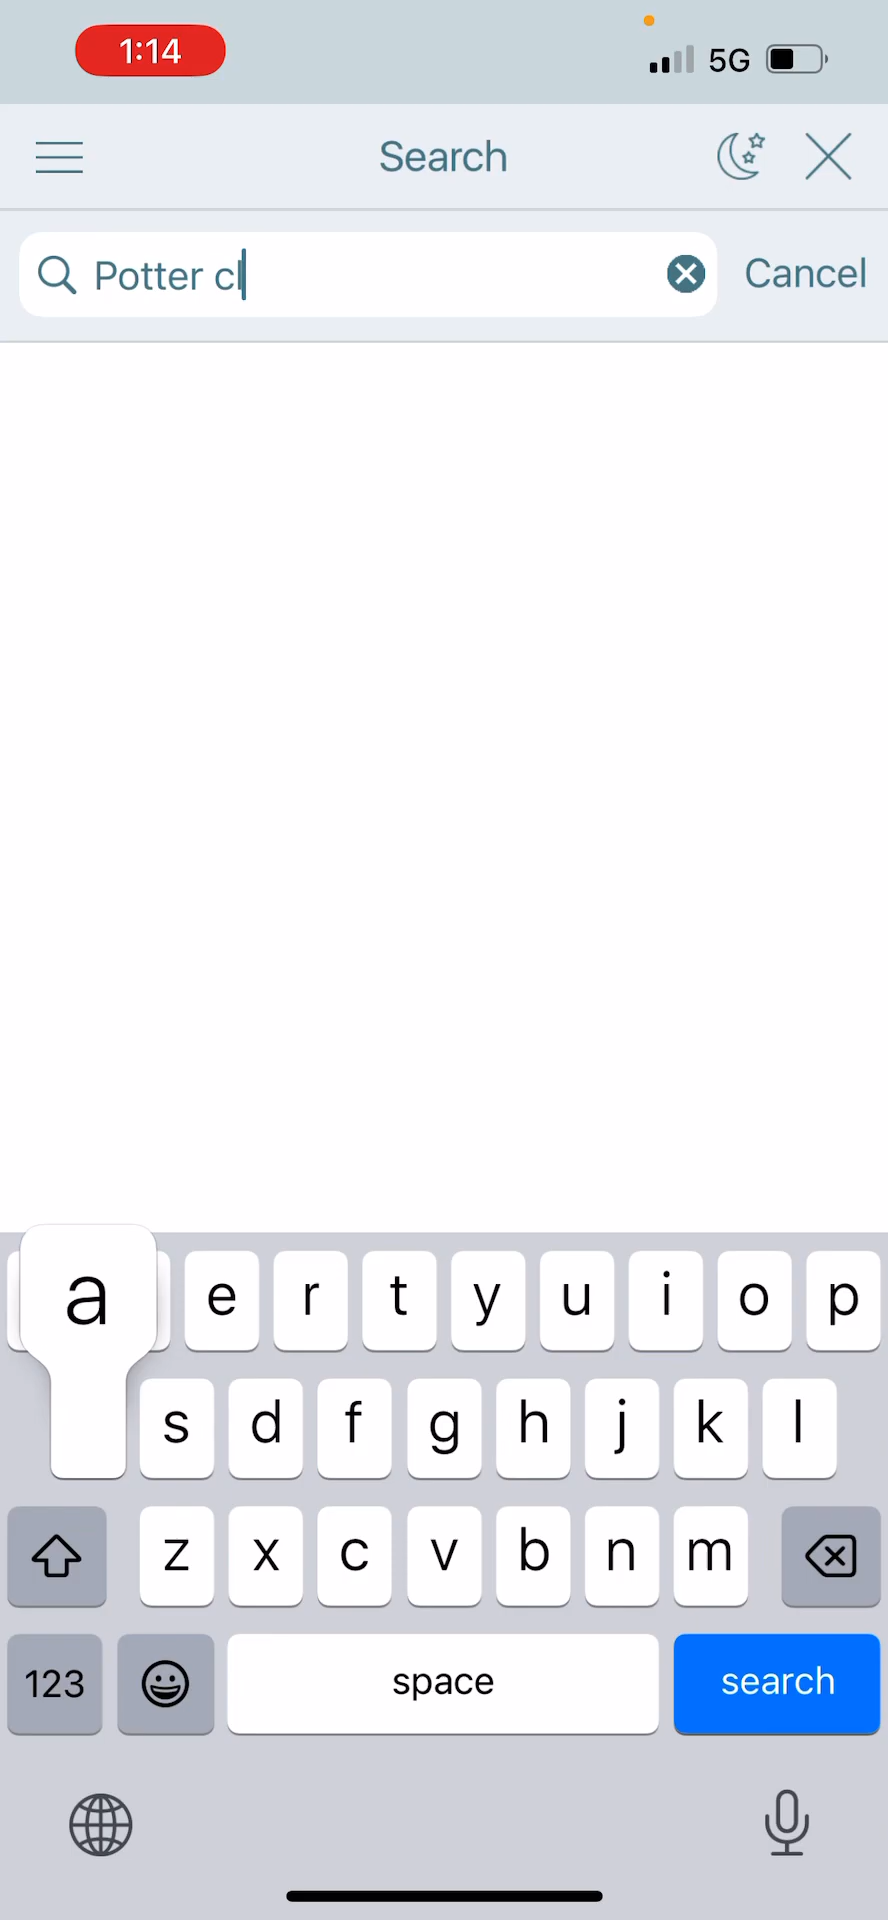 1:14
5G
Search
Potter cl
Cancel
a e r t y u i o p
s d f g h j k l
z x c v b n m
123 space search